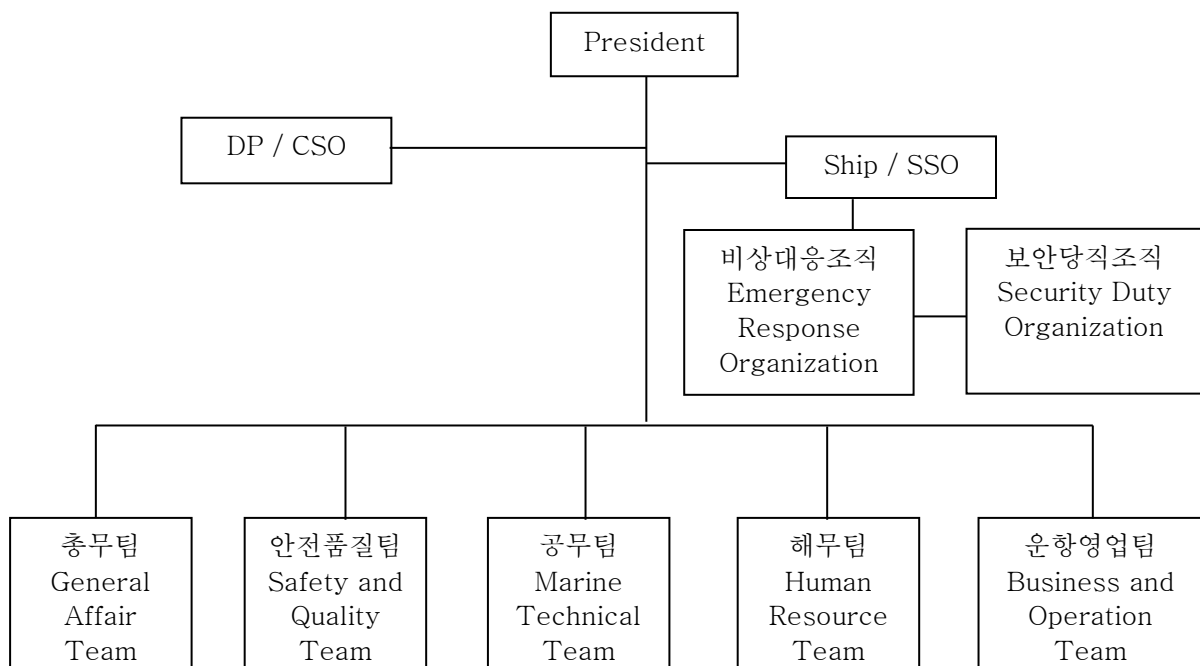 President
DP / CSO
Ship / SSO
비상대응조직
Emergency
Response
Organization
보안당직조직
Security Duty
Organization
총무팀
General
Affair
Team
안전품질팀
Safety and
Quality
Team
공무팀
Marine
Technical
Team
해무팀
Human
Resource
Team
운항영업팀
Business and
Operation
Team